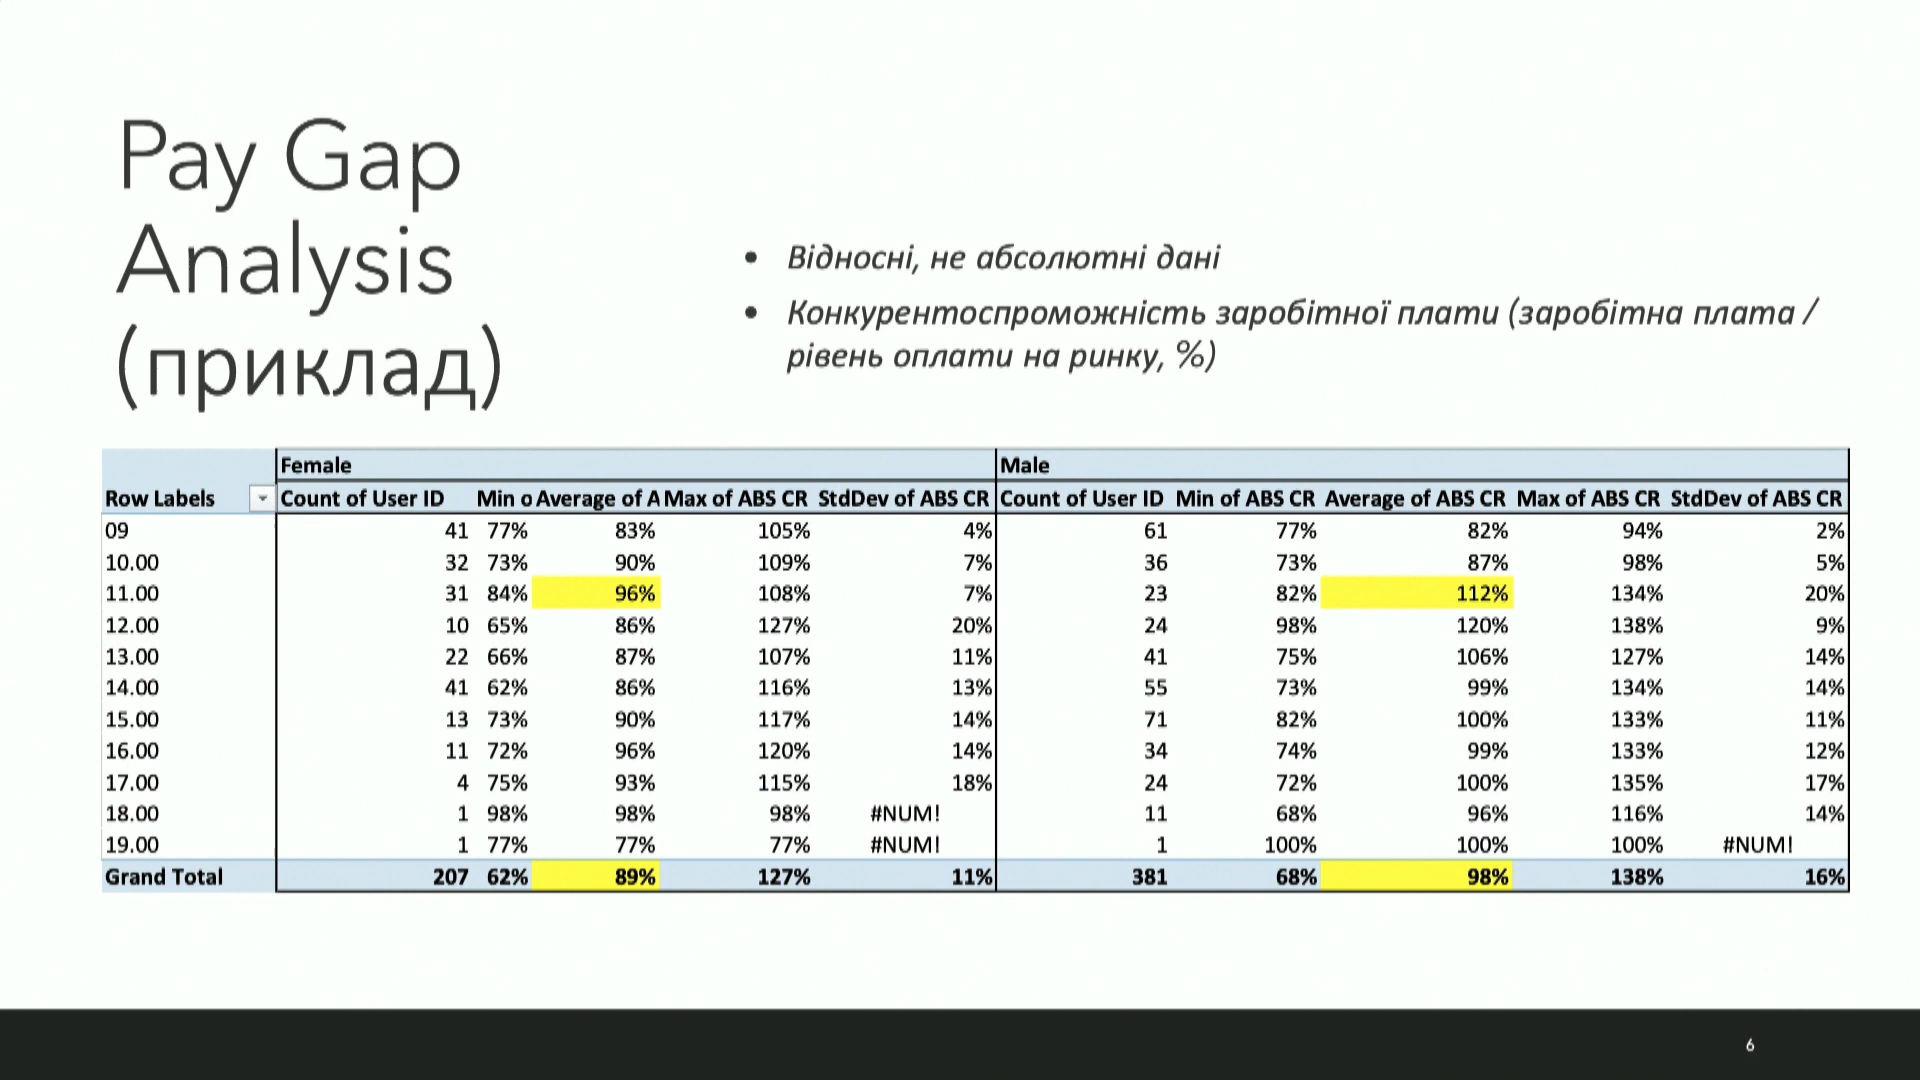 Pay Gap
Analysis
(приклад)
• Відносні, не абсолютні дані
• Конкурентоспроможність заробітної плати (заробітна плата /
рівень оплати на ринку, %)
Female Male
Row Labels Count of User ID Min o Average of A Max of ABS CR StdDev of ABS CR Count of User ID Min of ABS CR Average of ABS CR Max of ABS CR StdDev of ABS CR
09 41 77% 83% 105% 4% 61 77% 82% 94% 2%
10.00 32 73% 90% 109% 7% 36 73% 87% 98% 5%
11.00 31 84% 96% 108% 7% 23 82% 112% 134% 20%
12.00 10 65% 86% 127% 20% 24 98% 120% 138% 9%
13.00 22 66% 87% 107% 11% 41 75% 106% 127% 14%
14.00 41 62% 86% 116% 13% 55 73% 99% 134% 14%
15.00 13 73% 90% 117% 14% 71 82% 100% 133% 11%
16.00 11 72% 96% 120% 14% 34 74% 99% 133% 12%
17.00 4 75% 93% 115% 18% 24 72% 100% 135% 17%
18.00 1 98% 98% 98% #NUM! 11 68% 96% 116% 14%
19.00 1 77% 77% 77% #NUM! 1 100% 100% 100% #NUM!
Grand Total 207 62% 89% 127% 11% 381 68% 98% 138% 16%
6